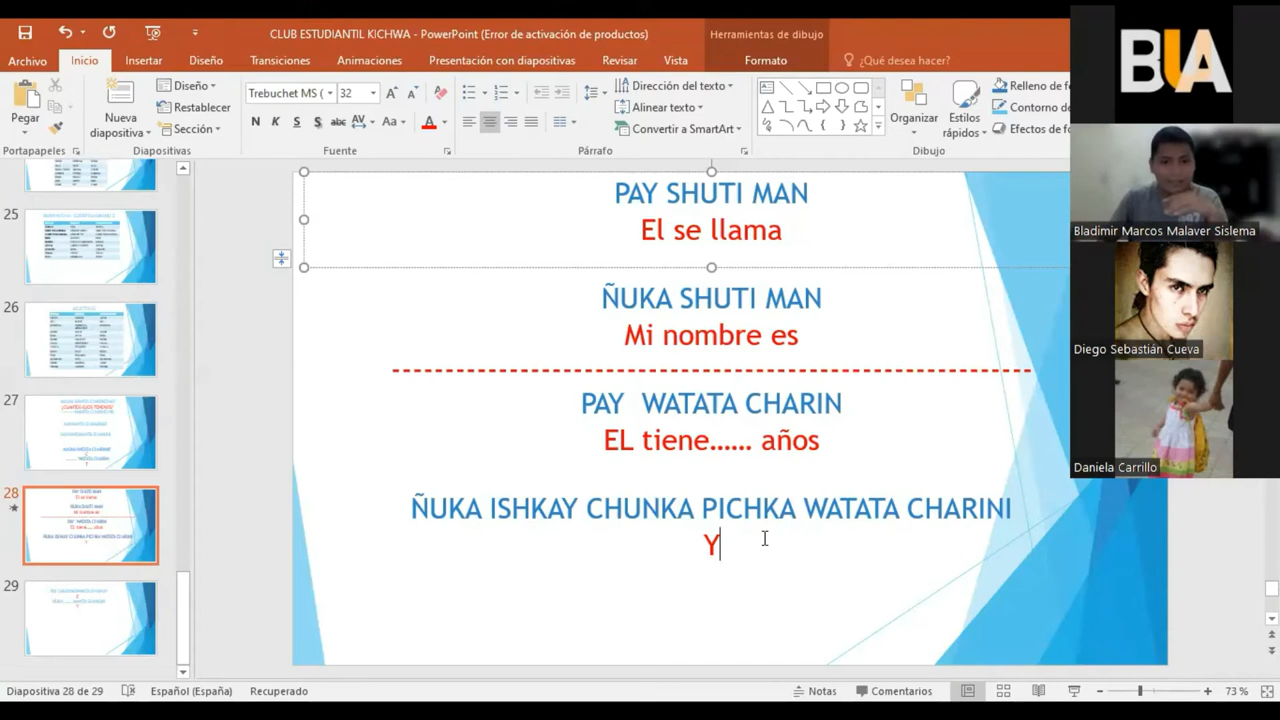 CLUB ESTUDIANTIL KICHWA - PowerPoint (Error de activación de productos)
Herramientas de dibujo
Archivo
Inicio
Insertar
Diseño
Transiciones
Animaciones
Presentación con diapositivas
Revisar
Vista
Formato
¿Qué desea hacer?
Pegar
Nueva
diapositiva
Diseño
Restablecer
Sección
Trebuchet MS (
32
N K S S abc AV Aa A
Dirección del texto
Alinear texto
Convertir a SmartArt
Organizar
Estilos
rápidos
Relleno de f
Contorno de
Efectos de f
Portapapeles
Diapositivas
Fuente
Párrafo
Dibujo
25
26
27
28
29
PAY SHUTI MAN
El se llama
ÑUKA SHUTI MAN
Mi nombre es
PAY WATATA CHARIN
EL tiene...... años
ÑUKA ISHKAY CHUNKA PICHKA WATATA CHARINI
Y
BUA
Bladimir Marcos Malaver Sislema
Diego Sebastián Cueva
Daniela Carrillo
Diapositiva 28 de 29
Español (España)
Recuperado
Notas
Comentarios
73 %